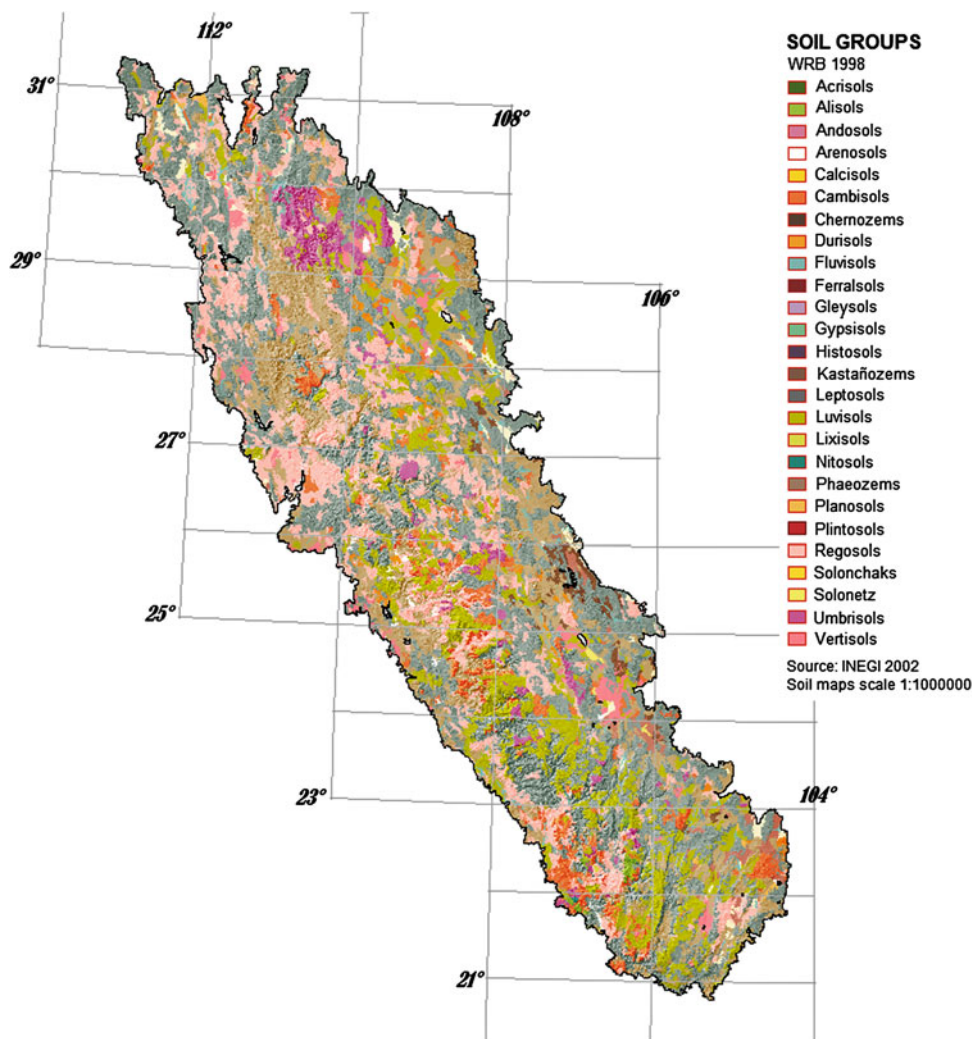 112°
31°
108°
29°
106°
27°
25°
23°
104°
21°
SOIL GROUPS
WRB 1998
Acrisols
Alisols
Andosols
Arenosols
Calcisols
Cambisols
Chernozems
Durisols
Fluvisols
Ferralsols
Gleysols
Gypsisols
Histosols
Kastañozems
Leptosols
Luvisols
Lixisols
Nitosols
Phaeozems
Planosols
Plintosols
Regosols
Solonchaks
Solonetz
Umbrisols
Vertisols
Source: INEGI 2002
Soil maps scale 1:1000000